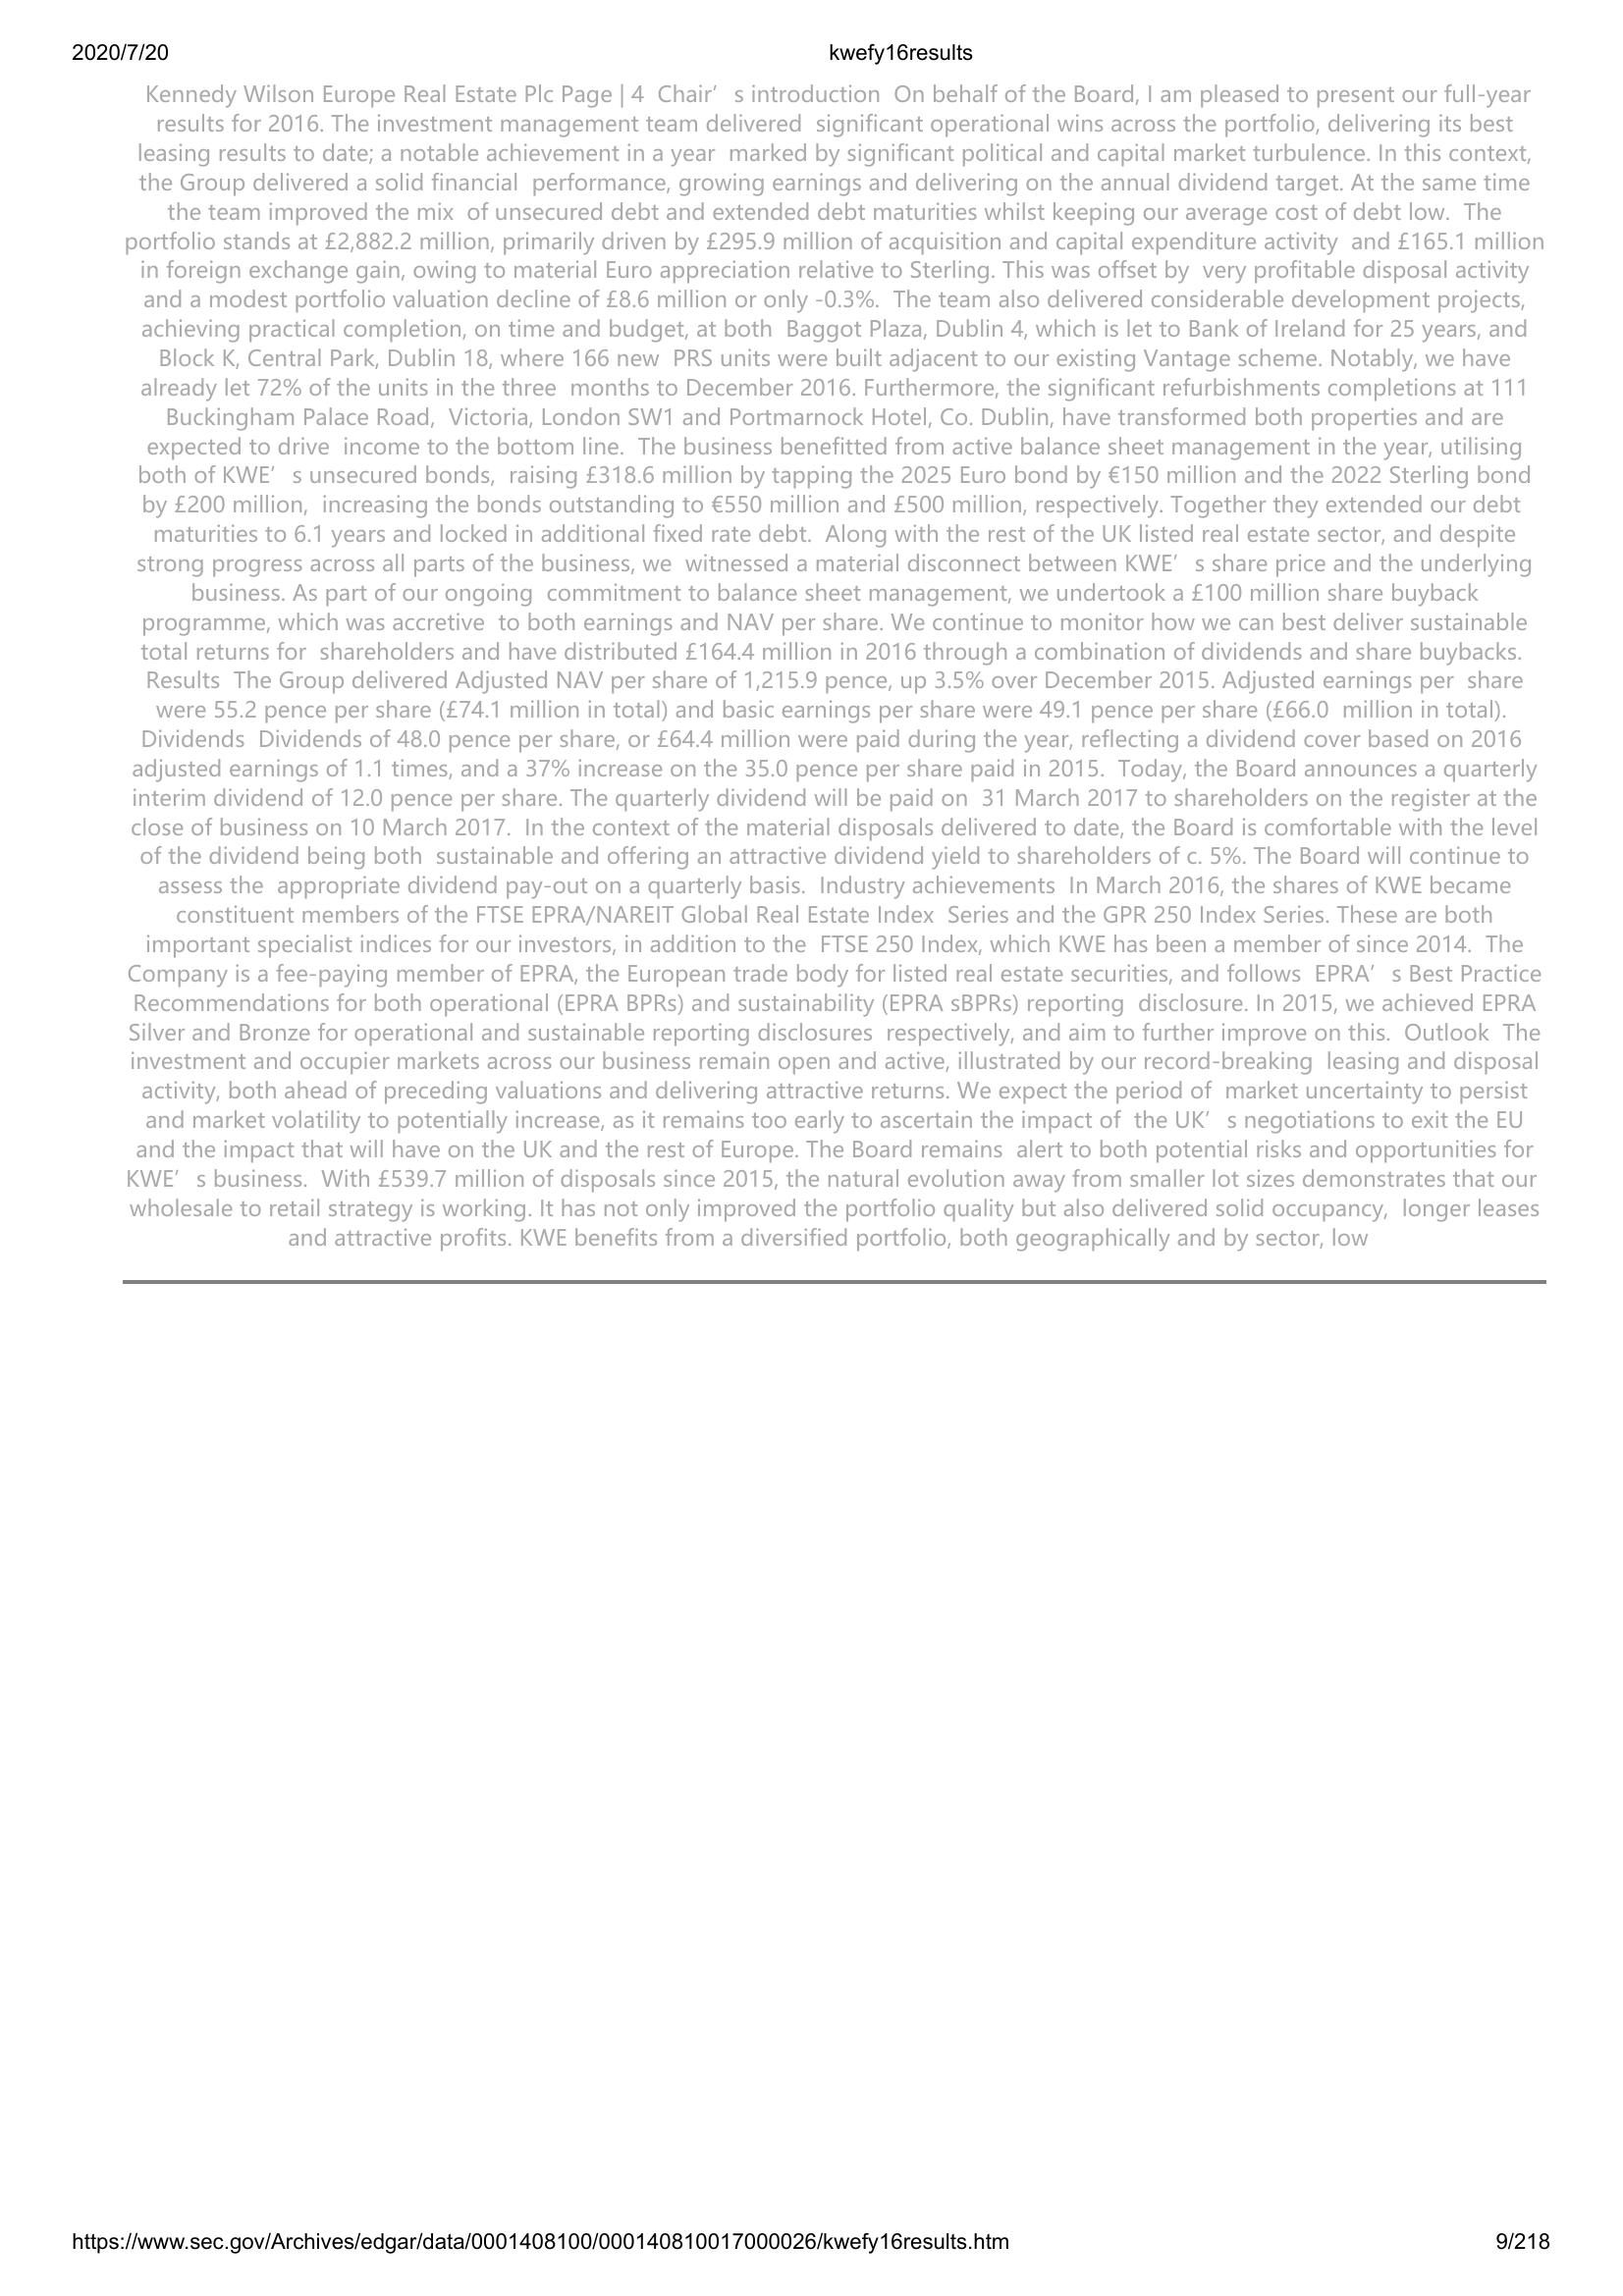 2020/7/20 kwefy16results
Kennedy Wilson Europe Real Estate Plc Page | 4 Chair’ s introduction On behalf of the Board, I am pleased to present our full-year
results for 2016. The investment management team delivered significant operational wins across the portfolio, delivering its best
leasing results to date; a notable achievement in a year marked by significant political and capital market turbulence. In this context,
the Group delivered a solid financial performance, growing earnings and delivering on the annual dividend target. At the same time
the team improved the mix of unsecured debt and extended debt maturities whilst keeping our average cost of debt low. The
portfolio stands at £2,882.2 million, primarily driven by £295.9 million of acquisition and capital expenditure activity and £165.1 million
in foreign exchange gain, owing to material Euro appreciation relative to Sterling. This was offset by very profitable disposal activity
and a modest portfolio valuation decline of £8.6 million or only -0.3%. The team also delivered considerable development projects,
achieving practical completion, on time and budget, at both Baggot Plaza, Dublin 4, which is let to Bank of Ireland for 25 years, and
Block K, Central Park, Dublin 18, where 166 new PRS units were built adjacent to our existing Vantage scheme. Notably, we have
already let 72% of the units in the three months to December 2016. Furthermore, the significant refurbishments completions at 111
Buckingham Palace Road, Victoria, London SW1 and Portmarnock Hotel, Co. Dublin, have transformed both properties and are
expected to drive income to the bottom line. The business benefitted from active balance sheet management in the year, utilising
both of KWE’ s unsecured bonds, raising £318.6 million by tapping the 2025 Euro bond by €150 million and the 2022 Sterling bond
by £200 million, increasing the bonds outstanding to €550 million and £500 million, respectively. Together they extended our debt
maturities to 6.1 years and locked in additional fixed rate debt. Along with the rest of the UK listed real estate sector, and despite
strong progress across all parts of the business, we witnessed a material disconnect between KWE’ s share price and the underlying
business. As part of our ongoing commitment to balance sheet management, we undertook a £100 million share buyback
programme, which was accretive to both earnings and NAV per share. We continue to monitor how we can best deliver sustainable
total returns for shareholders and have distributed £164.4 million in 2016 through a combination of dividends and share buybacks.
Results The Group delivered Adjusted NAV per share of 1,215.9 pence, up 3.5% over December 2015. Adjusted earnings per share
were 55.2 pence per share (£74.1 million in total) and basic earnings per share were 49.1 pence per share (£66.0 million in total).
Dividends Dividends of 48.0 pence per share, or £64.4 million were paid during the year, reflecting a dividend cover based on 2016
adjusted earnings of 1.1 times, and a 37% increase on the 35.0 pence per share paid in 2015. Today, the Board announces a quarterly
interim dividend of 12.0 pence per share. The quarterly dividend will be paid on 31 March 2017 to shareholders on the register at the
close of business on 10 March 2017. In the context of the material disposals delivered to date, the Board is comfortable with the level
of the dividend being both sustainable and offering an attractive dividend yield to shareholders of c. 5%. The Board will continue to
assess the appropriate dividend pay-out on a quarterly basis. Industry achievements In March 2016, the shares of KWE became
constituent members of the FTSE EPRA/NAREIT Global Real Estate Index Series and the GPR 250 Index Series. These are both
important specialist indices for our investors, in addition to the FTSE 250 Index, which KWE has been a member of since 2014. The
Company is a fee-paying member of EPRA, the European trade body for listed real estate securities, and follows EPRA’ s Best Practice
Recommendations for both operational (EPRA BPRs) and sustainability (EPRA sBPRs) reporting disclosure. In 2015, we achieved EPRA
Silver and Bronze for operational and sustainable reporting disclosures respectively, and aim to further improve on this. Outlook The
investment and occupier markets across our business remain open and active, illustrated by our record-breaking leasing and disposal
activity, both ahead of preceding valuations and delivering attractive returns. We expect the period of market uncertainty to persist
and market volatility to potentially increase, as it remains too early to ascertain the impact of the UK’ s negotiations to exit the EU
and the impact that will have on the UK and the rest of Europe. The Board remains alert to both potential risks and opportunities for
KWE’ s business. With £539.7 million of disposals since 2015, the natural evolution away from smaller lot sizes demonstrates that our
wholesale to retail strategy is working. It has not only improved the portfolio quality but also delivered solid occupancy, longer leases
and attractive profits. KWE benefits from a diversified portfolio, both geographically and by sector, low
https://www.sec.gov/Archives/edgar/data/0001408100/000140810017000026/kwefy16results.htm 9/218